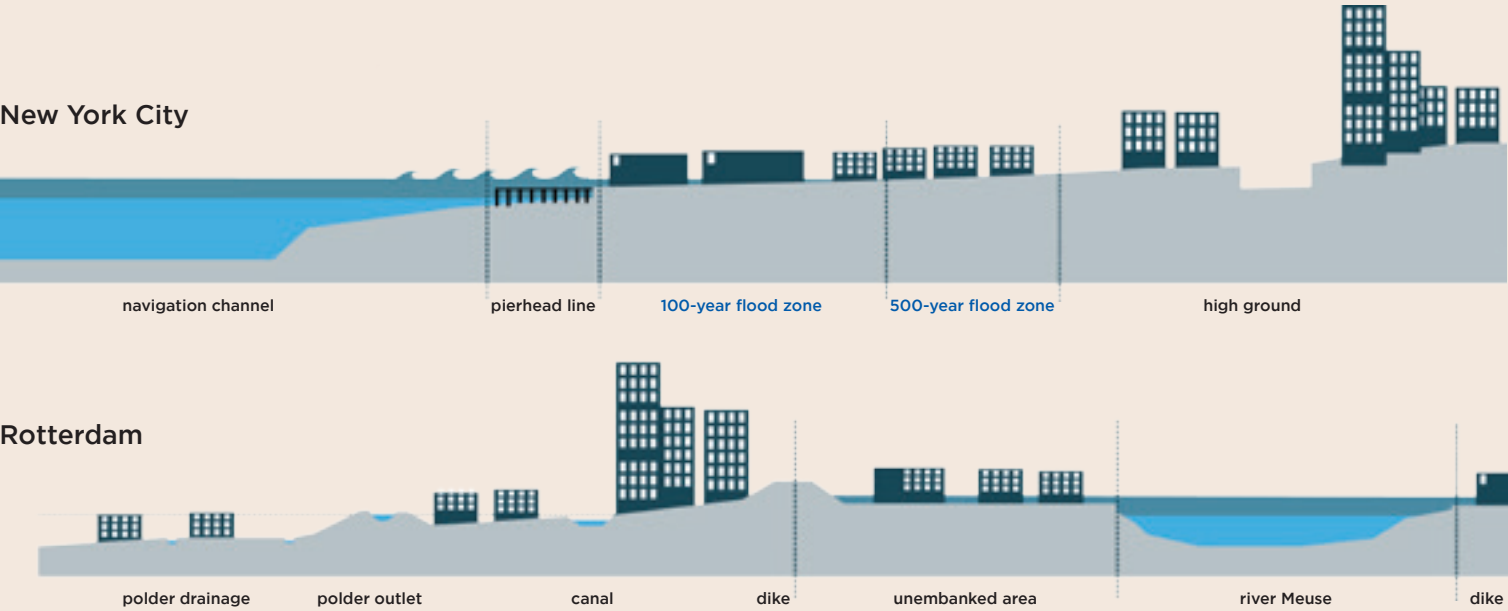 New York City
navigation channel
pierhead line
100-year flood zone
500-year flood zone
high ground
Rotterdam
polder drainage
polder outlet
canal
dike
unembanked area
river Meuse
dike